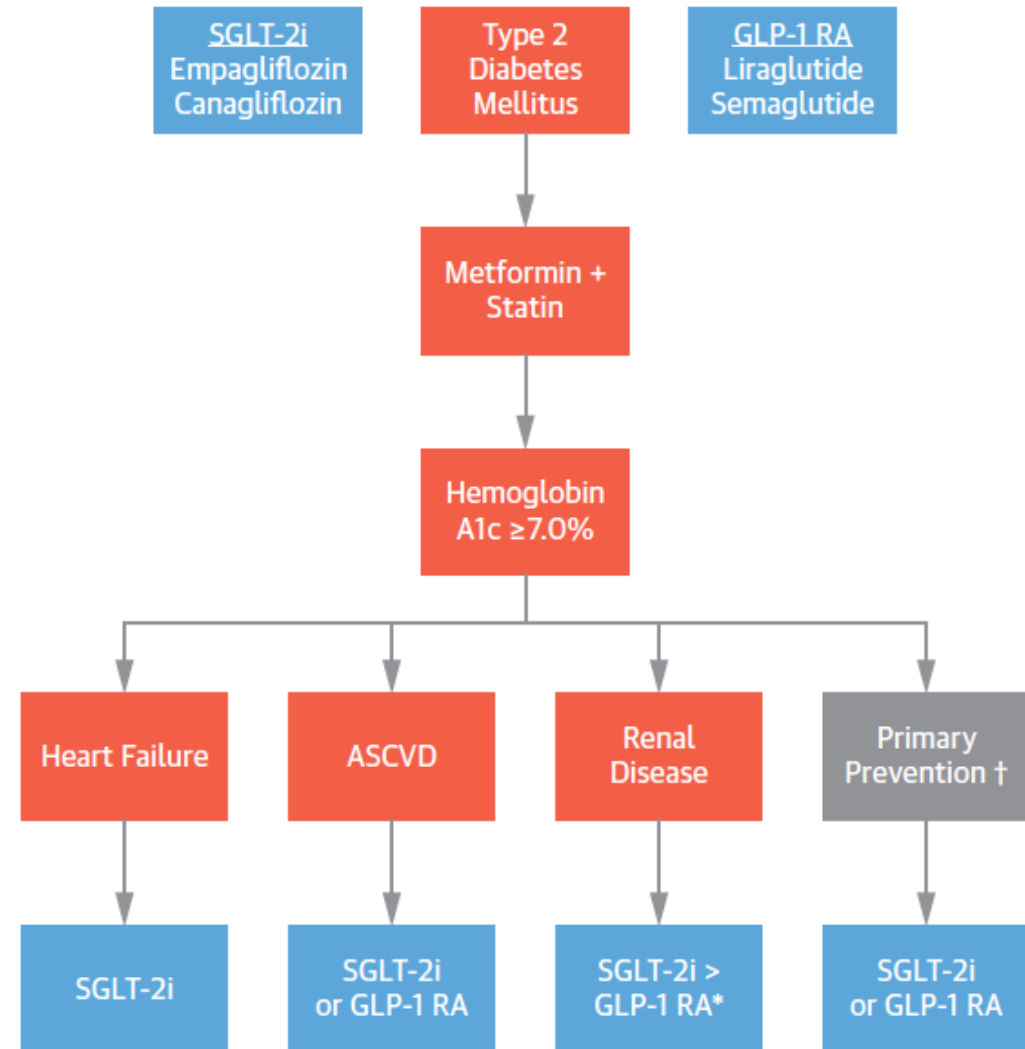 SGLT-2i
Empagliflozin
Canagliflozin
Type 2
Diabetes
Mellitus
GLP-1 RA
Liraglutide
Semaglutide
Metformin +
Statin
Hemoglobin
A1c ≥7.0%
Heart Failure
ASCVD
Renal
Disease
Primary
Prevention †
SGLT-2i
SGLT-2i
or GLP-1 RA
SGLT-2i >
GLP-1 RA*
SGLT-2i
or GLP-1 RA